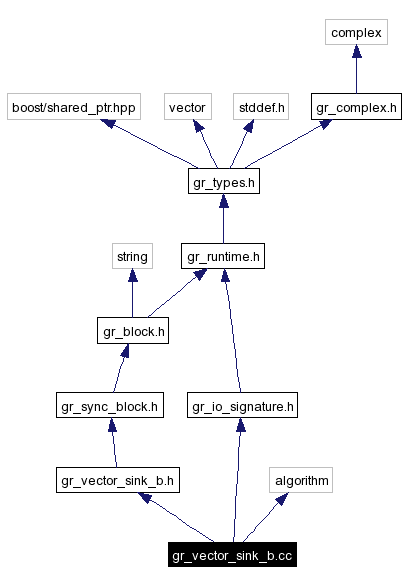 complex
boost/shared_ptr.hpp
vector
stddef.h
gr_complex.h
gr_types.h
string
gr_runtime.h
gr_block.h
gr_sync_block.h
gr_io_signature.h
gr_vector_sink_b.h
algorithm
gr_vector_sink_b.cc